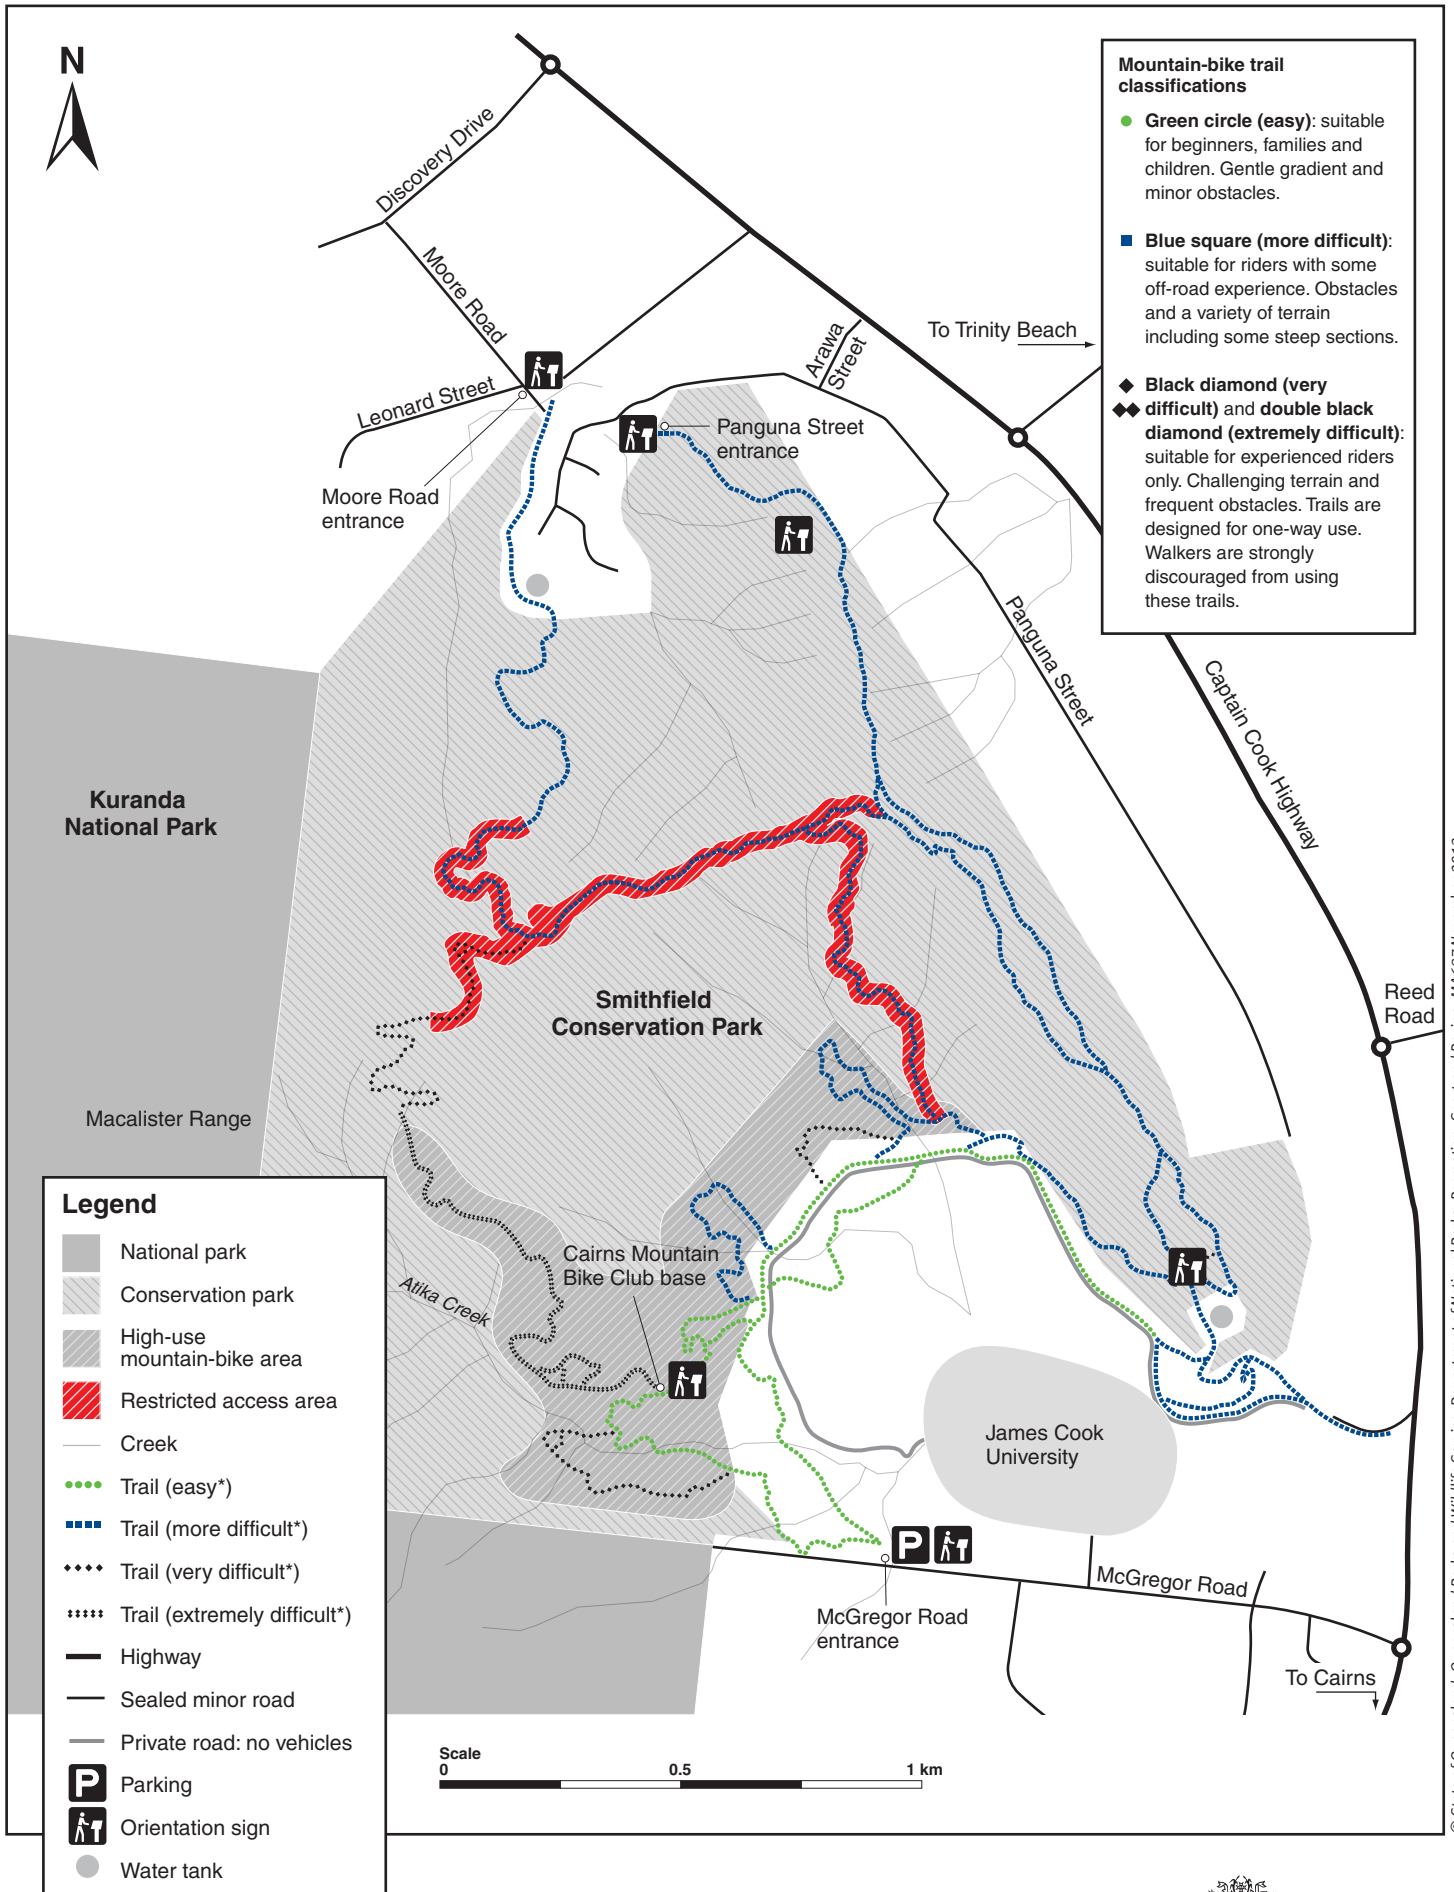 N
Discovery Drive
Moore Road
Leonard Street
Moore Road
entrance
Arawa
Street
Panguna Street
entrance
To Trinity Beach
Panguna Street
Captain Cook Highway
Reed
Road
Mountain-bike trail
classifications
Green circle (easy): suitable
for beginners, families and
children. Gentle gradient and
minor obstacles.
Blue square (more difficult):
suitable for riders with some
off-road experience. Obstacles
and a variety of terrain
including some steep sections.
Black diamond (very
difficult) and double black
diamond (extremely difficult):
suitable for experienced riders
only. Challenging terrain and
frequent obstacles. Trails are
designed for one-way use.
Walkers are strongly
discouraged from using
these trails.
Kuranda
National Park
Smithfield
Conservation Park
Macalister Range
Atika Creek
Cairns Mountain
Bike Club base
James Cook
University
P
McGregor Road
McGregor Road
entrance
To Cairns
Legend
National park
Conservation park
High-use
mountain-bike area
Restricted access area
Creek
Trail (easy*)
Trail (more difficult*)
Trail (very difficult*)
Trail (extremely difficult*)
Highway
Sealed minor road
Private road: no vehicles
P Parking
Orientation sign
Water tank
Scale
0 0.5 1 km